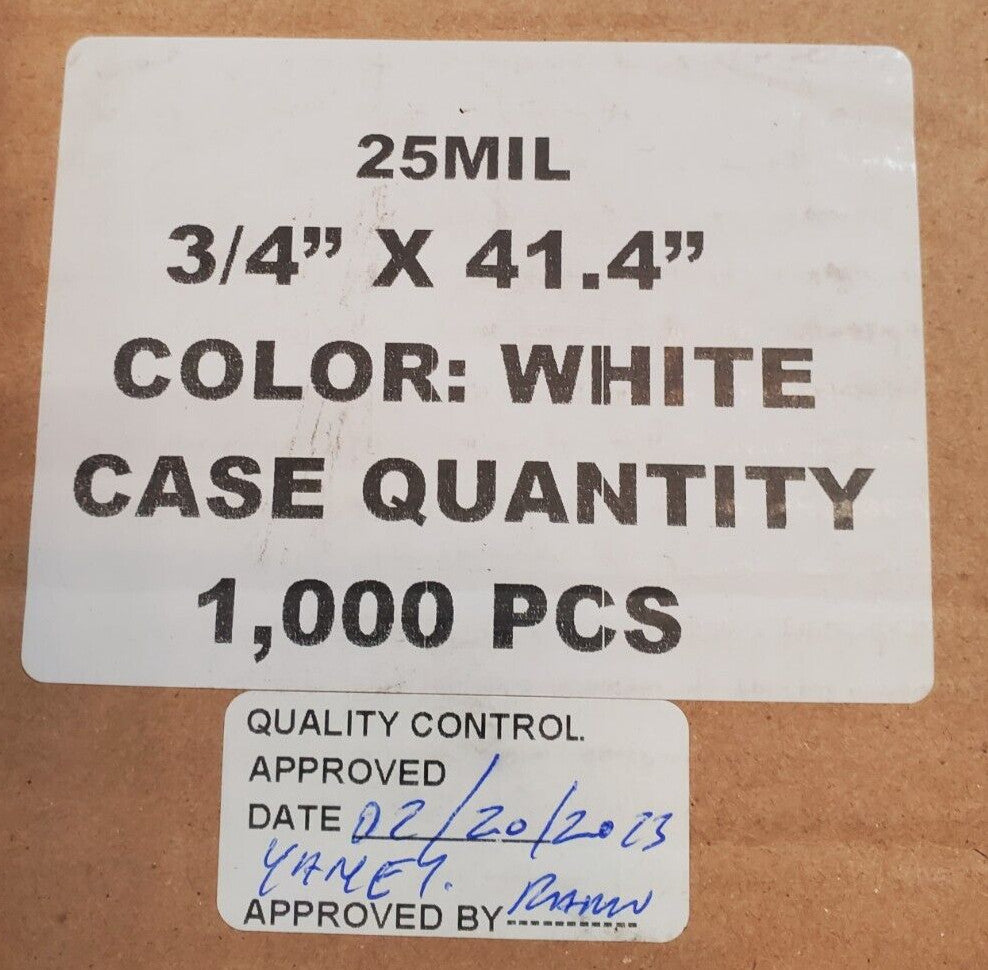 25MIL
3/4” X 41.4”
COLOR: WHITE
CASE QUANTITY
1,000 PCS
QUALITY CONTROL.
APPROVED
DATE 02/20/2023
YAMEY.
APPROVED BY